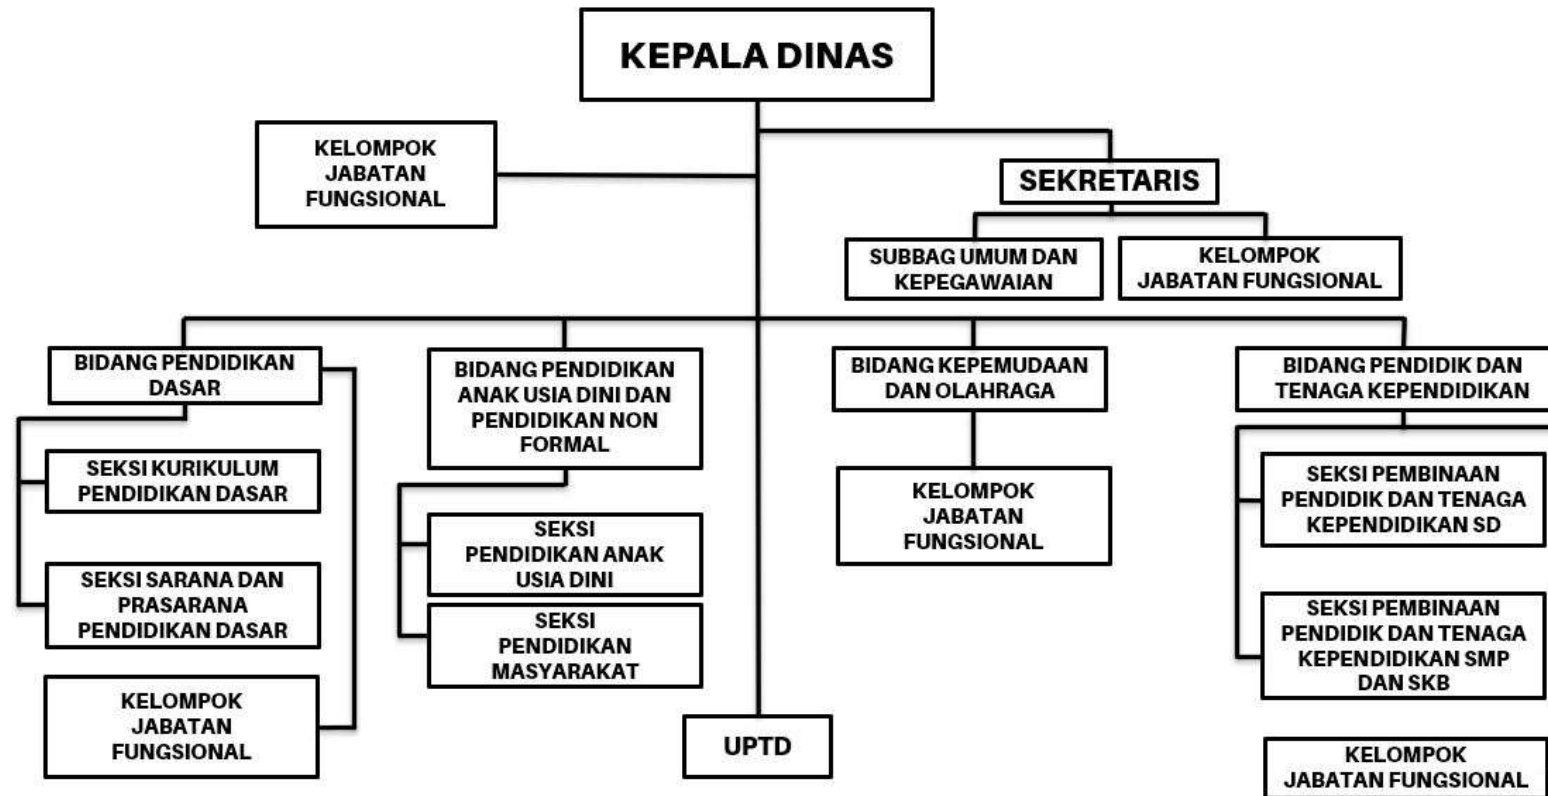 KEPALA DINAS
KELOMPOK
JABATAN
FUNGSIONAL
SEKRETARIS
SUBBAG UMUM DAN
KEPEGAWAIAN
KELOMPOK
JABATAN FUNGSIONAL
BIDANG PENDIDIKAN
DASAR
SEKSI KURIKULUM
PENDIDIKAN DASAR
SEKSI SARANA DAN
PRASARANA
PENDIDIKAN DASAR
KELOMPOK
JABATAN
FUNGSIONAL
BIDANG PENDIDIKAN
ANAK USIA DINI DAN
PENDIDIKAN NON
FORMAL
SEKSI
PENDIDIKAN ANAK
USIA DINI
SEKSI
PENDIDIKAN
MASYARAKAT
UPTD
BIDANG KEPEMUDAAN
DAN OLAHRAGA
KELOMPOK
JABATAN
FUNGSIONAL
BIDANG PENDIDIK DAN
TENAGA KEPENDIDIKAN
SEKSI PEMBINAAN
PENDIDIK DAN TENAGA
KEPENDIDIKAN SD
SEKSI PEMBINAAN
PENDIDIK DAN TENAGA
KEPENDIDIKAN SMP
DAN SKB
KELOMPOK
JABATAN FUNGSIONAL